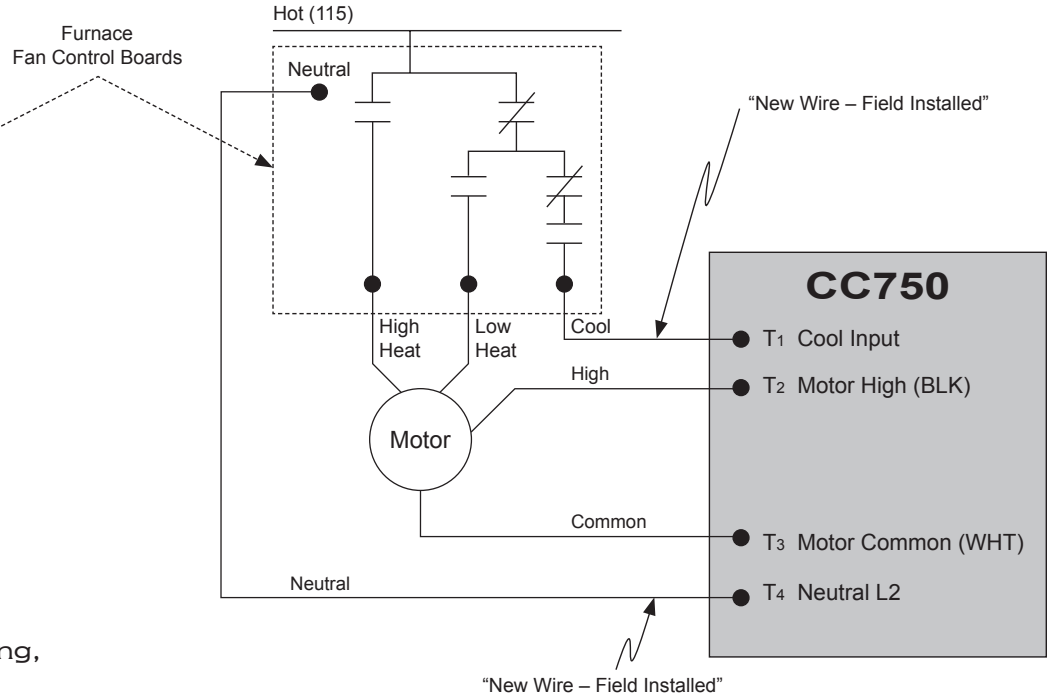 Hot (115)
Furnace
Fan Control Boards
Neutral
"New Wire – Field Installed"
CC750
T1 Cool Input
High
Heat
Low
Heat
Cool
T2 Motor High (BLK)
High
Motor
Common
T3 Motor Common (WHT)
Neutral
T4 Neutral L2
"New Wire – Field Installed"